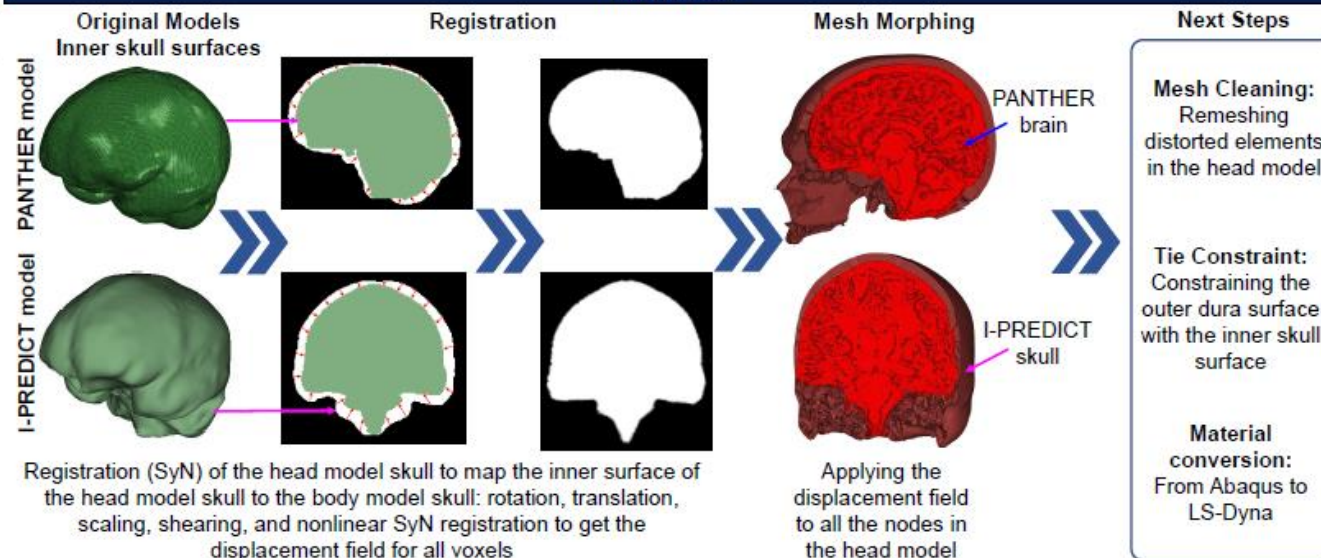 Original Models
Inner skull surfaces
Registration
Mesh Morphing
Next Steps
PANTHER model
I-PREDICT model
PANTHER
brain
I-PREDICT
skull
Registration (SyN) of the head model skull to map the inner surface of
the head model skull to the body model skull: rotation, translation,
scaling, shearing, and nonlinear SyN registration to get the
displacement field for all voxels
Applying the
displacement field
to all the nodes in
the head model
Mesh Cleaning:
Remeshing
distorted elements
in the head model
Tie Constraint:
Constraining the
outer dura surface
with the inner skull
surface
Material
conversion:
From Abaqus to
LS-Dyna